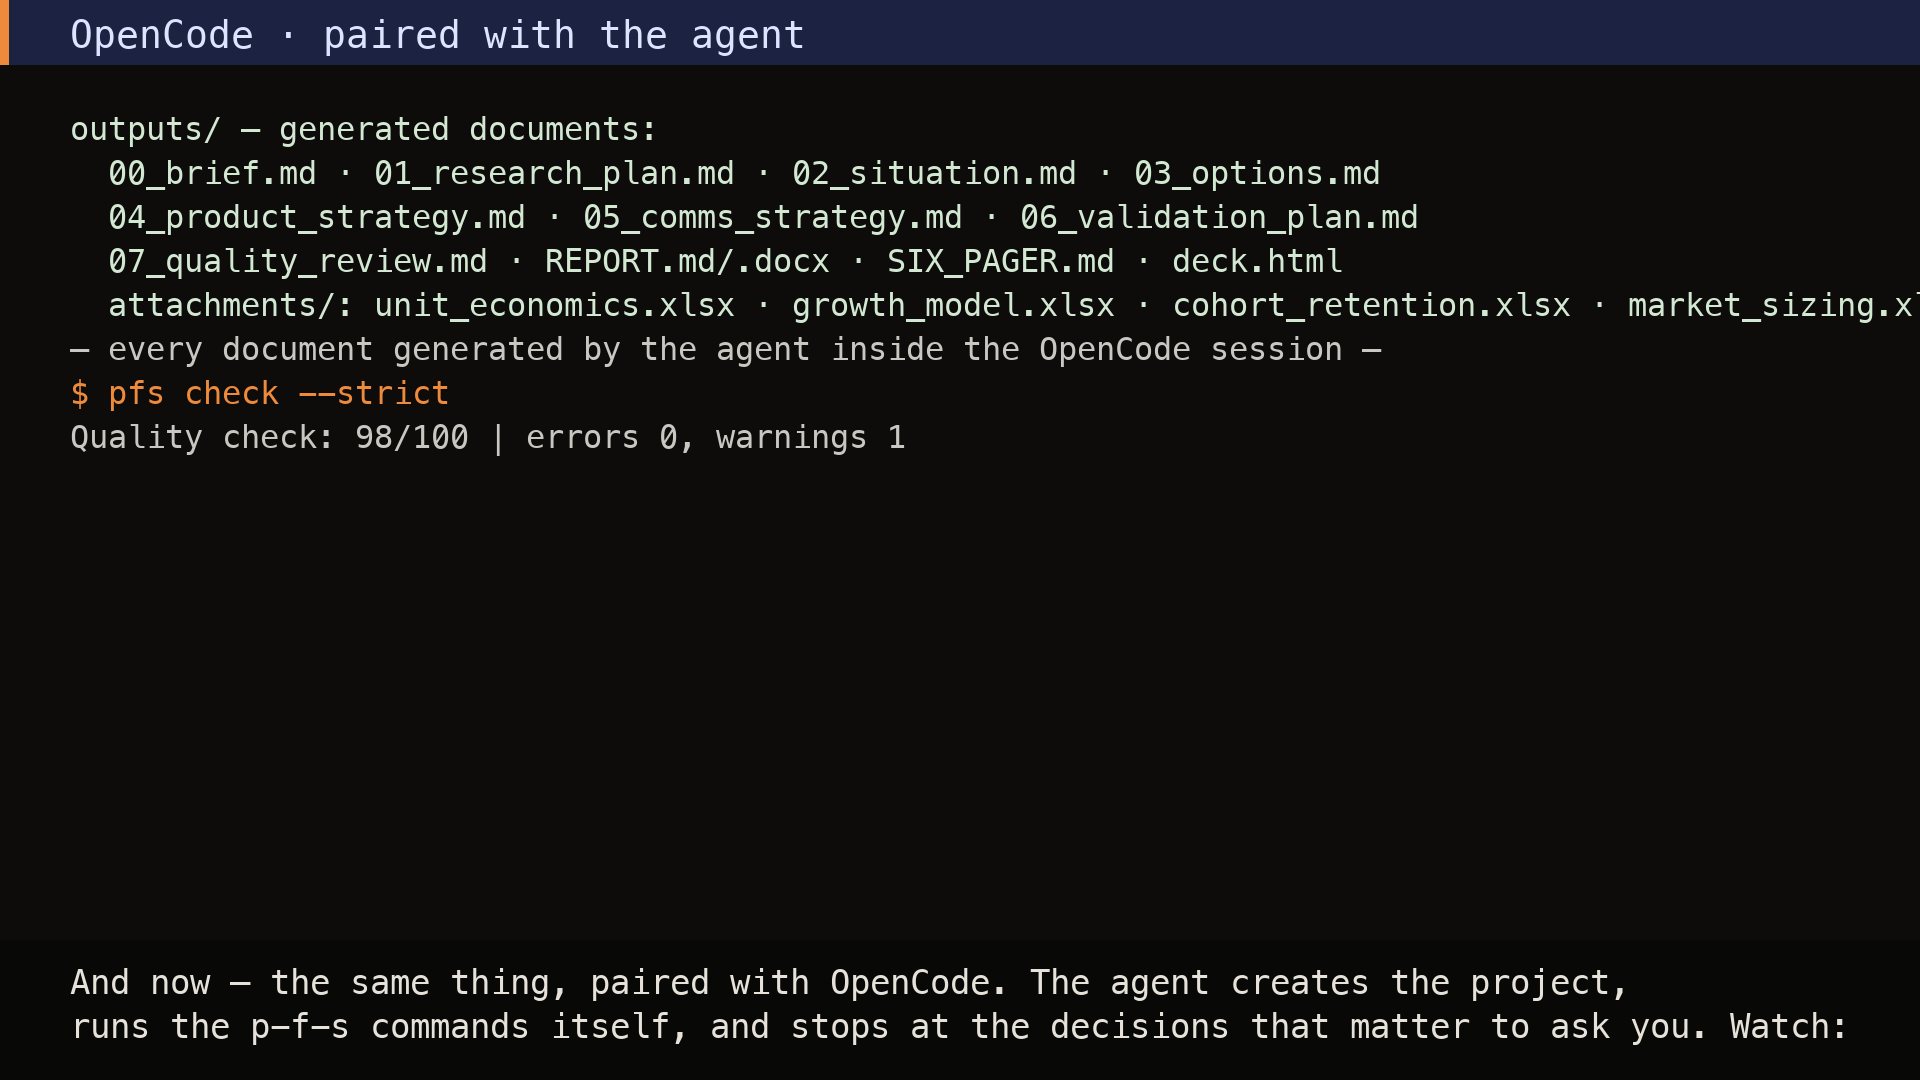 OpenCode · paired with the agent
outputs/ — generated documents:
00_brief.md · 01_research_plan.md · 02_situation.md · 03_options.md
04_product_strategy.md · 05_comms_strategy.md · 06_validation_plan.md
07_quality_review.md · REPORT.md/.docx · SIX_PAGER.md · deck.html
attachments/: unit_economics.xlsx · growth_model.xlsx · cohort_retention.xlsx · market_sizing.xl
— every document generated by the agent inside the OpenCode session —
$ pfs check --strict
Quality check: 98/100 | errors 0, warnings 1
And now — the same thing, paired with OpenCode. The agent creates the project,
runs the p-f-s commands itself, and stops at the decisions that matter to ask you. Watch: